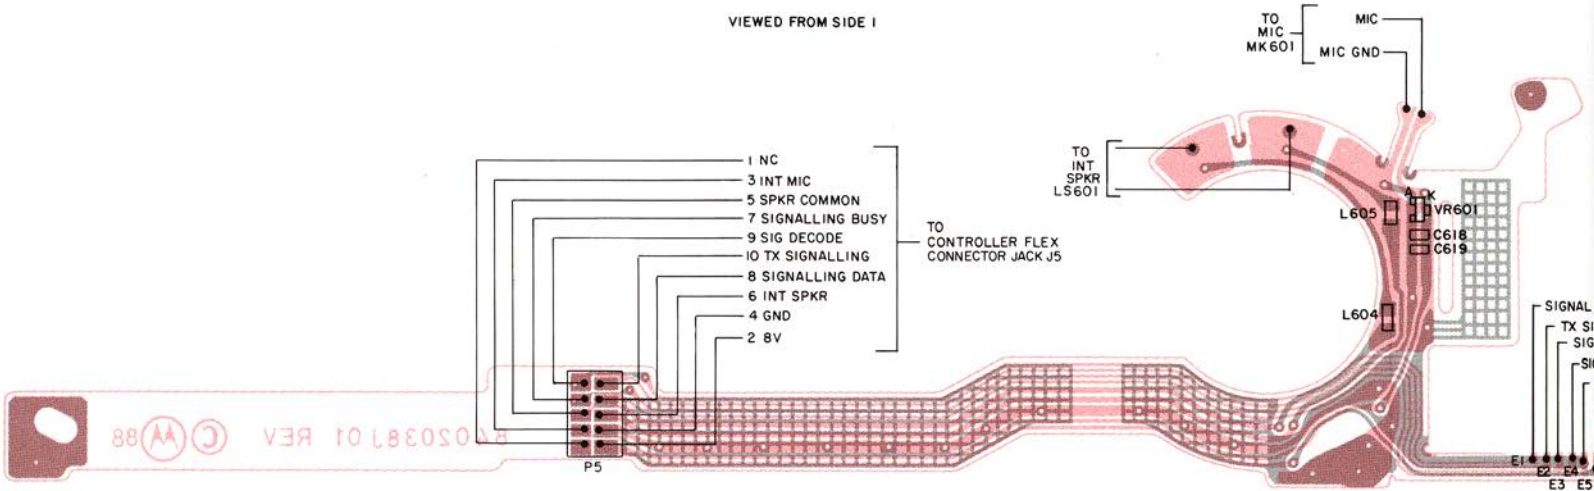 VIEWED FROM SIDE 1
TO
MIC
MK601
MIC
MIC GND
1 NC
3 INT MIC
5 SPKR COMMON
7 SIGNALLING BUSY
9 SIG DECODE
10 TX SIGNALLING
8 SIGNALLING DATA
6 INT SPKR
4 GND
2 8V
TO
CONTROLLER FLEX
CONNECTOR JACK J5
TO
INT
SPKR
LS601
A
K
L605
VR601
C618
C619
L604
SIGNAL
TX SI
SIG
SIG
P5
8402038J01 REV © 88
E1
E2
E3
E4
E5